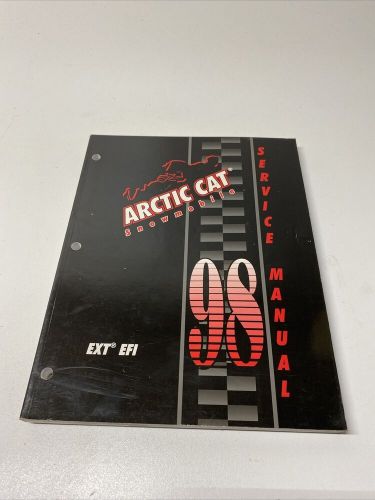 ARCTIC CAT®
Snowmobile
SERVICE MANUAL
98
EXT® EFI